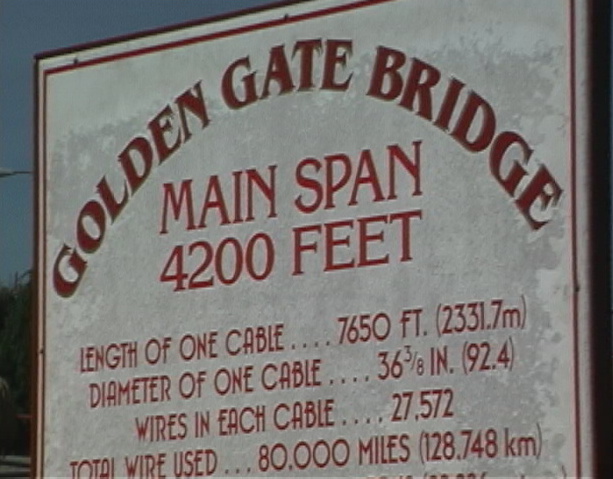 GOLDEN GATE BRIDGE
MAIN SPAN
4200 FEET
LENGTH OF ONE CABLE .... 7650 FT. (2331.7m)
DIAMETER OF ONE CABLE .... 36 3/8 IN. (92.4)
WIRES IN EACH CABLE .... 27,572
TOTAL WIRE USED ... 80,000 MILES (128,748 km)